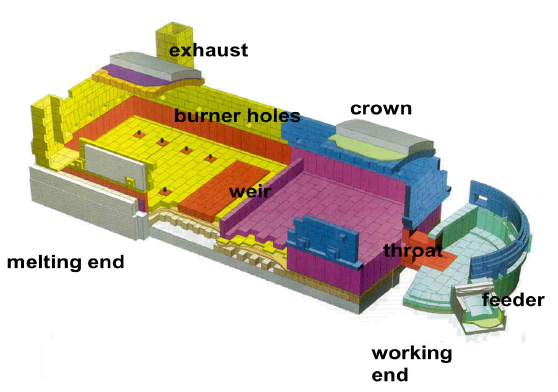 exhaust
burner holes
crown
weir
melting end
throat
feeder
working
end